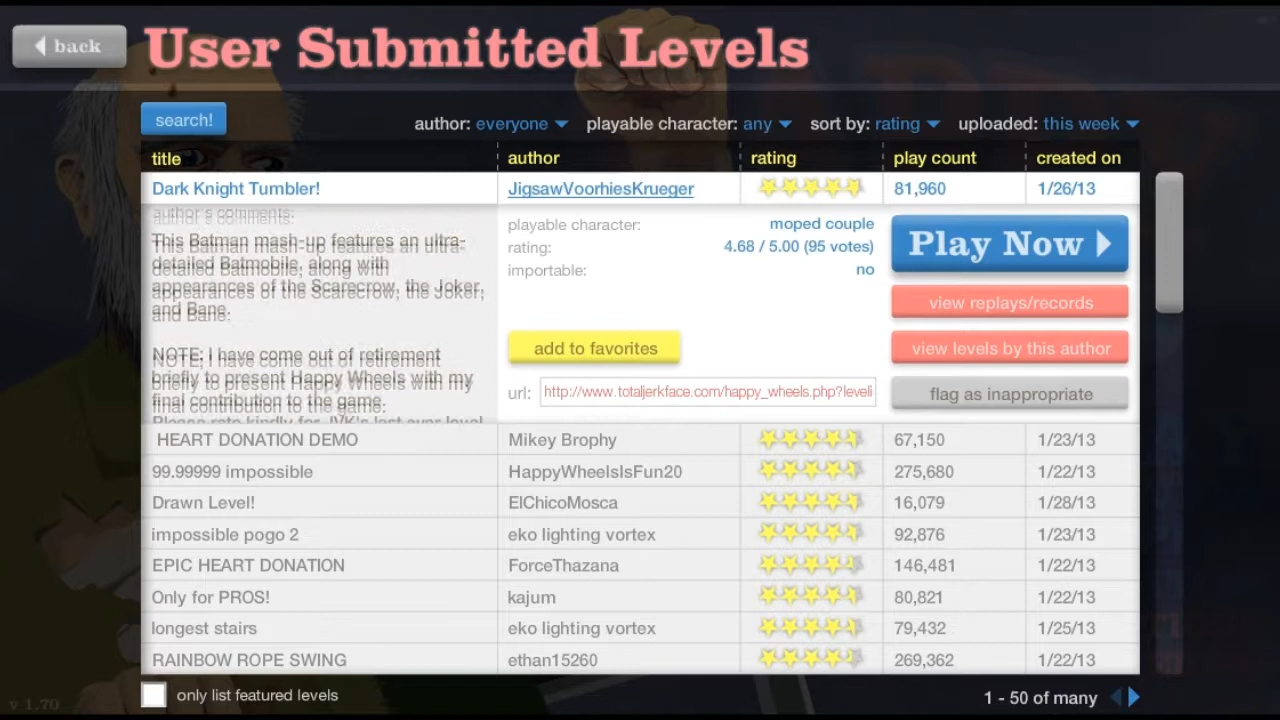 back
User Submitted Levels
search!
author: everyone playable character: any sort by: rating uploaded: this week
title author rating play count created on
Dark Knight Tumbler! JigsawVoorhiesKrueger 81,960 1/26/13
author's comments:
This Batman mash-up features an ultra-
detailed Batmobile, along with
appearances of the Scarecrow, the Joker,
and Bane.
NOTE: I have come out of retirement
briefly to present Happy Wheels with my
final contribution to the game.
Please rate kindly for JVK's last ever level
playable character: moped couple
rating: 4.68 / 5.00 (95 votes)
importable: no
add to favorites
url: http://www.totaljerkface.com/happy_wheels.php?leveli
Play Now
view replays/records
view levels by this author
flag as inappropriate
HEART DONATION DEMO Mikey Brophy 67,150 1/23/13
99.99999 impossible HappyWheelsIsFun20 275,680 1/22/13
Drawn Level! ElChicoMosca 16,079 1/28/13
impossible pogo 2 eko lighting vortex 92,876 1/23/13
EPIC HEART DONATION ForceThazana 146,481 1/22/13
Only for PROS! kajum 80,821 1/22/13
longest stairs eko lighting vortex 79,432 1/25/13
RAINBOW ROPE SWING ethan15260 269,362 1/22/13
only list featured levels
1 - 50 of many
v 1.70